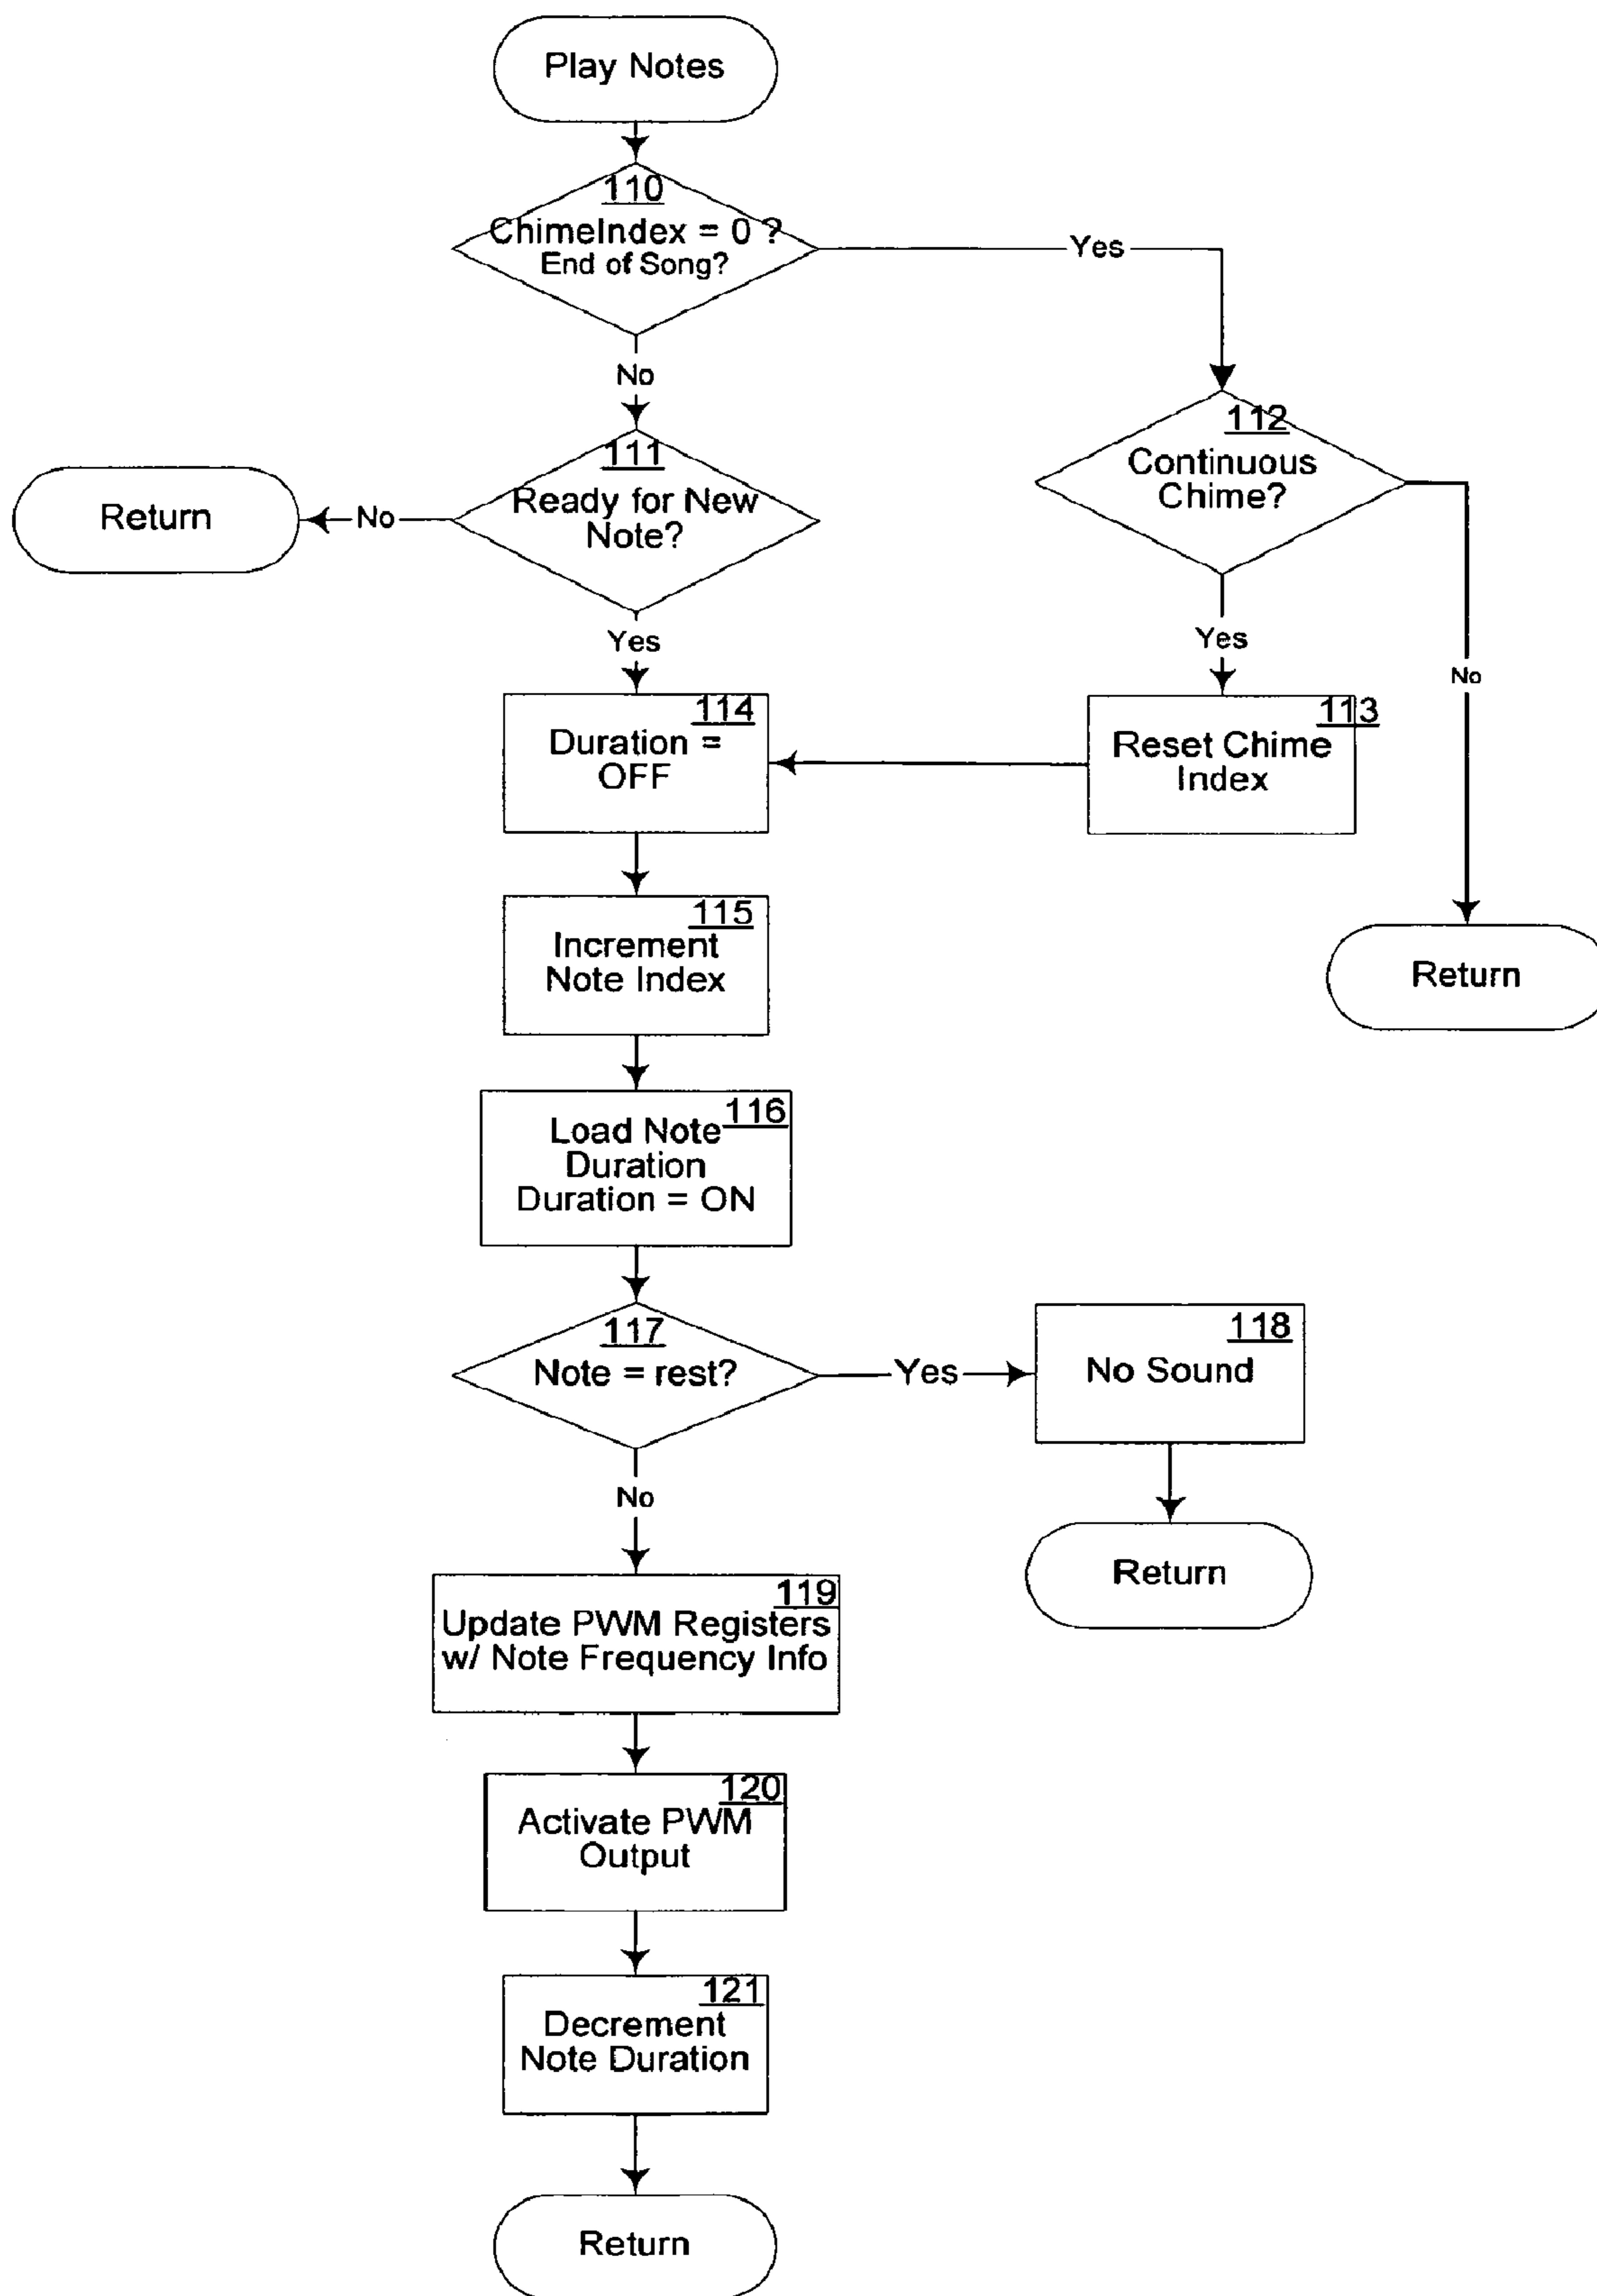 Play Notes
110
ChimeIndex = 0 ?
End of Song?
Yes
No
112
Continuous
Chime?
111
Ready for New
Note?
No
Return
Yes
Yes
No
114
Duration =
OFF
113
Reset Chime
Index
115
Increment
Note Index
Return
116
Load Note
Duration
Duration = ON
117
Note = rest?
Yes
118
No Sound
No
Return
119
Update PWM Registers
w/ Note Frequency Info
120
Activate PWM
Output
121
Decrement
Note Duration
Return